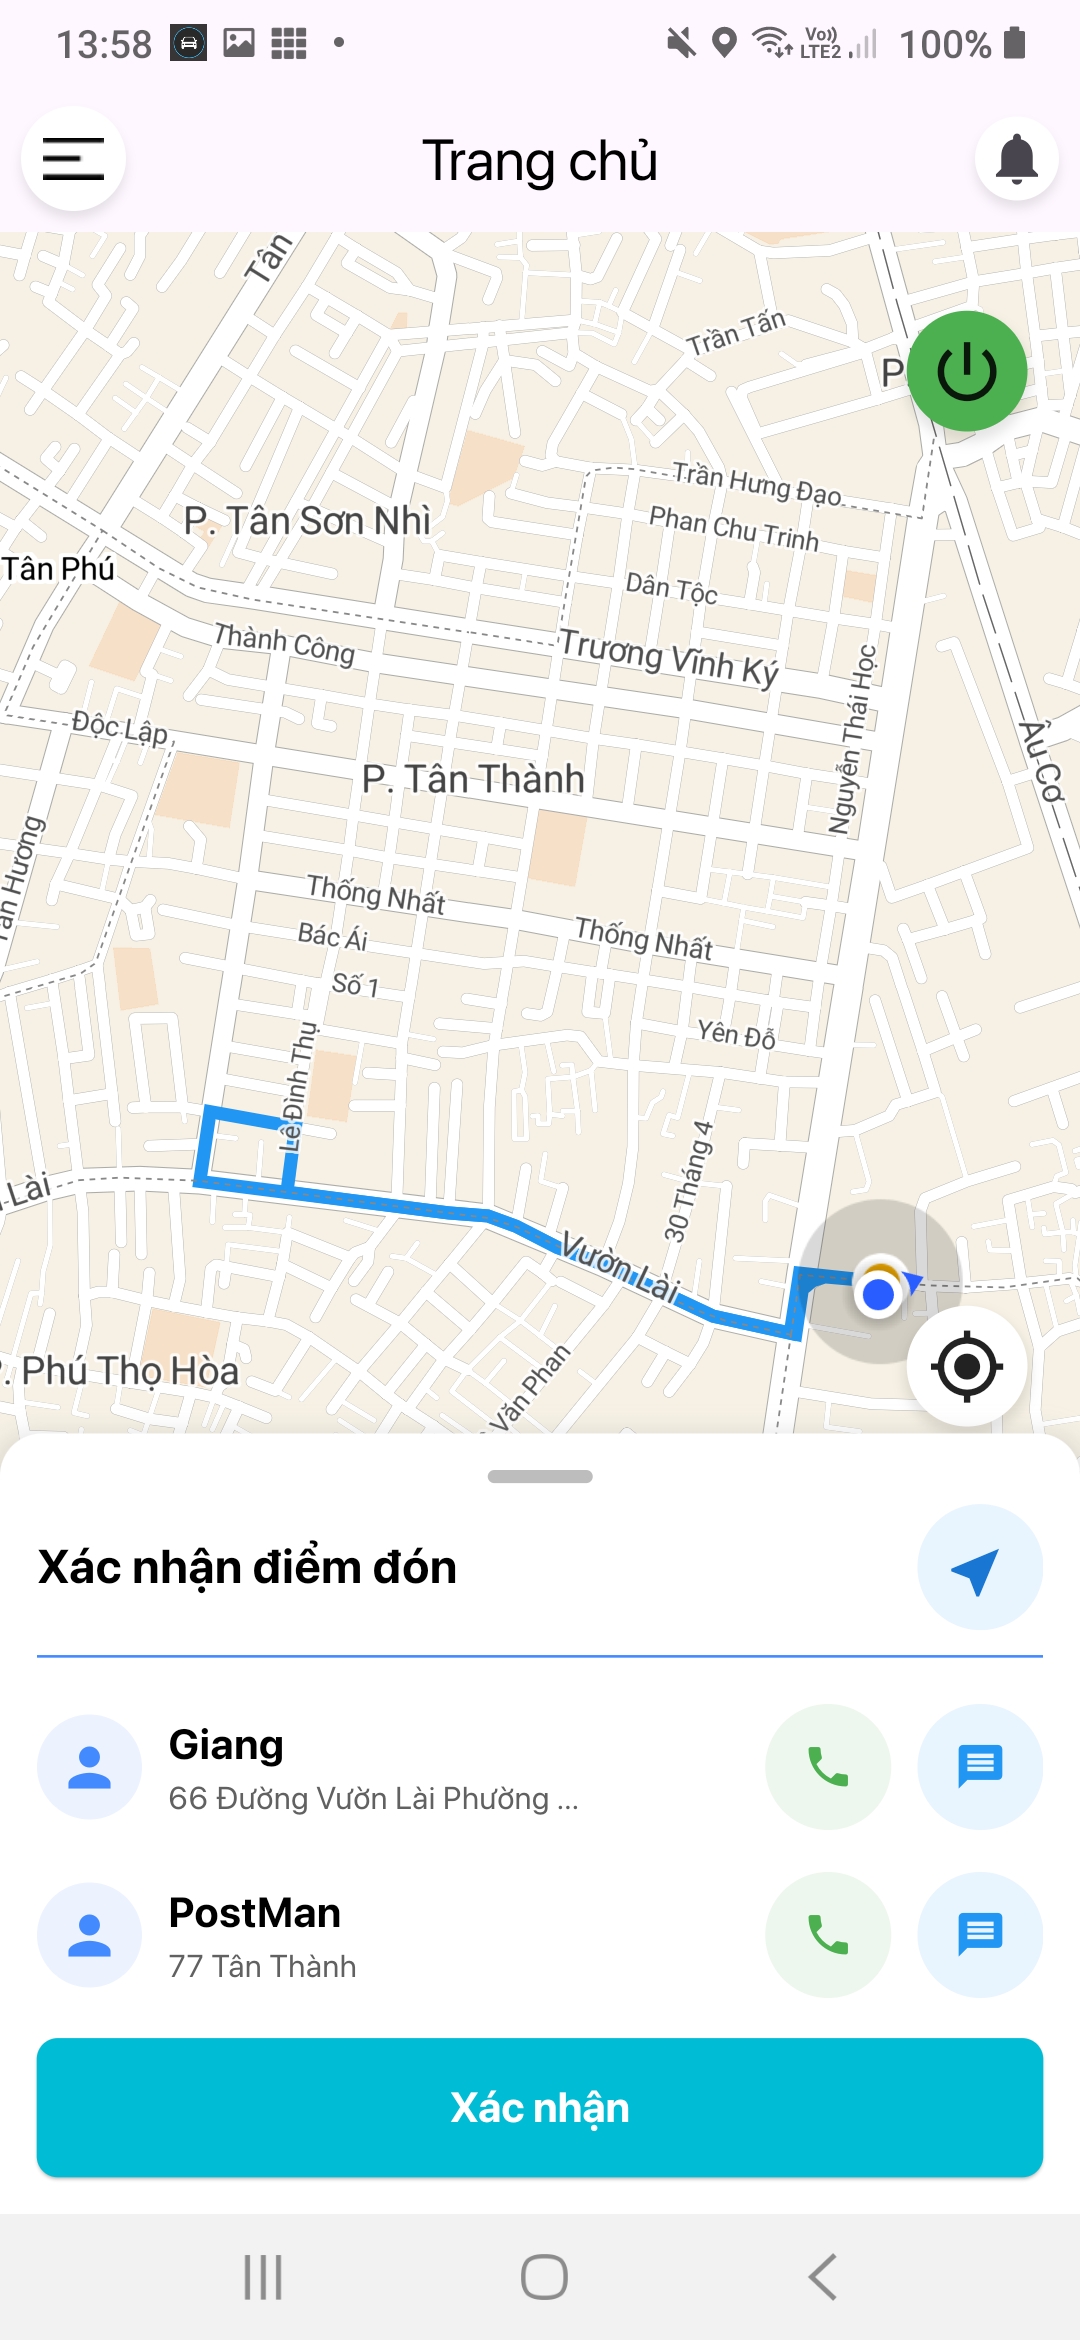 13:58
Vo))
LTE2
100%
Trang chủ
Tân
Trần Tấn
P
Trần Hưng Đạo
P. Tân Sơn Nhì
Phan Chu Trinh
Tân Phú
Dân Tộc
Thành Công
Trương Vĩnh Ký
Nguyễn Thái Học
Độc Lập
Âu Cơ
P. Tân Thành
Thống Nhất
Bác Ái
Thống Nhất
Số 1
Yên Đỗ
Lê Đình Thụ
30 Tháng 4
Lài
Vườn Lài
. Phú Thọ Hòa
Văn Phan
Xác nhận điểm đón
Giang
66 Đường Vườn Lài Phường ...
PostMan
77 Tân Thành
Xác nhận